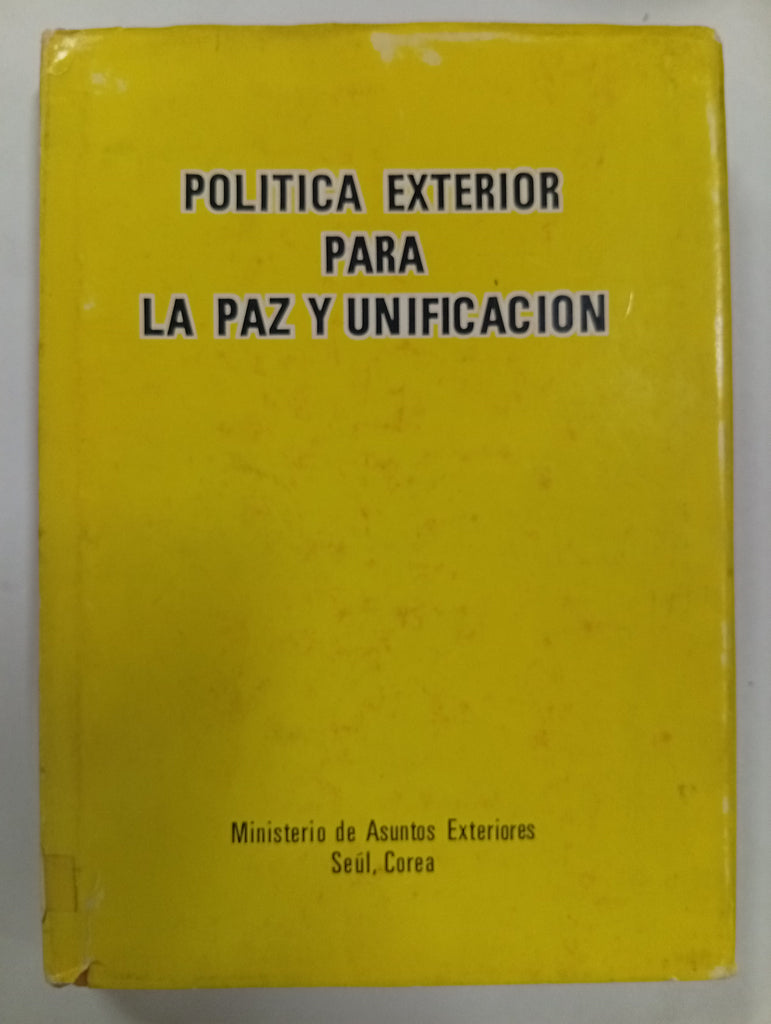 POLITICA EXTERIOR
PARA
LA PAZ Y UNIFICACION
Ministerio de Asuntos Exteriores
Seúl, Corea